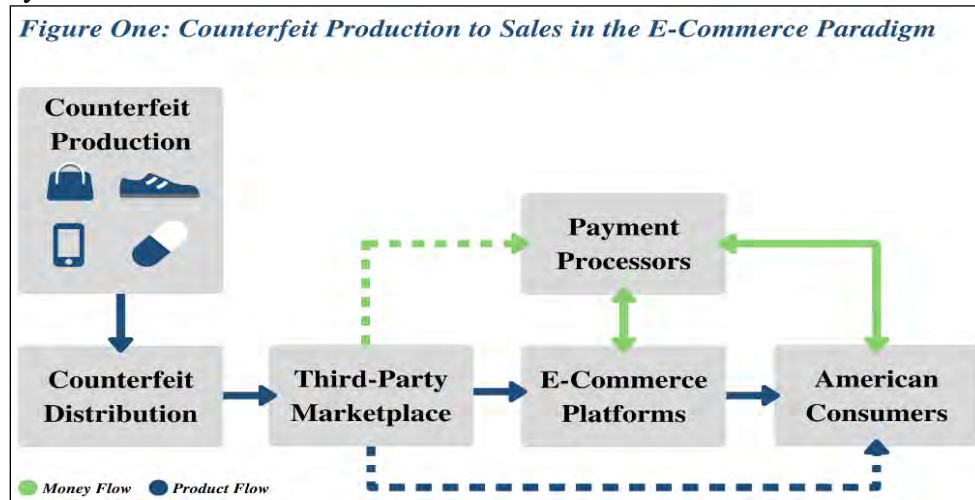 Figure One: Counterfeit Production to Sales in the E-Commerce Paradigm
Counterfeit
Production
Payment
Processors
Counterfeit
Distribution
Third-Party
Marketplace
E-Commerce
Platforms
American
Consumers
Money Flow
Product Flow